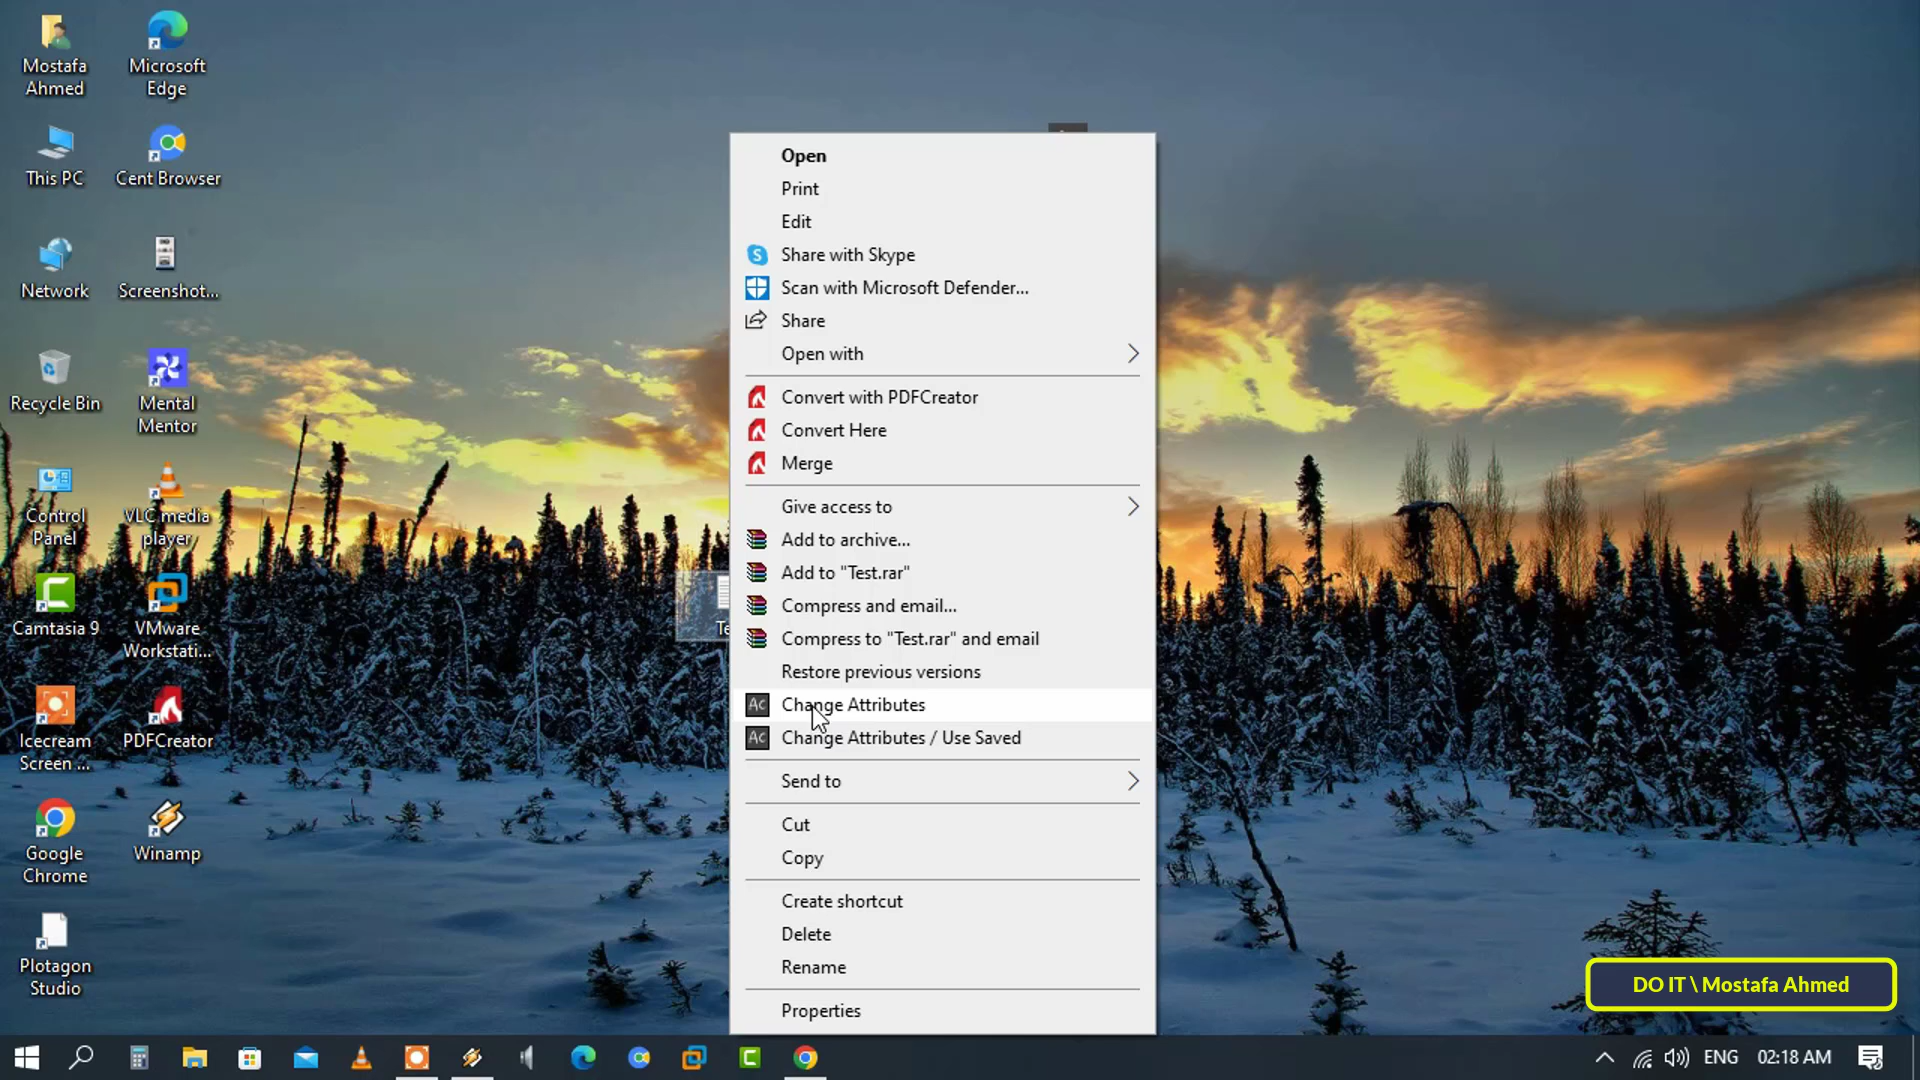 Mostafa
Ahmed
Microsoft
Edge
This PC
Cent Browser
Network
Screenshot...
Recycle Bin
Mental
Mentor
Control
Panel
VLC media
player
Camtasia 9
VMware
Workstati...
Icecream
Screen ...
PDFCreator
Google
Chrome
Winamp
Plotagon
Studio
Te
Open
Print
Edit
Share with Skype
Scan with Microsoft Defender...
Share
Open with
Convert with PDFCreator
Convert Here
Merge
Give access to
Add to archive...
Add to "Test.rar"
Compress and email...
Compress to "Test.rar" and email
Restore previous versions
Ac Change Attributes
Ac Change Attributes / Use Saved
Send to
Cut
Copy
Create shortcut
Delete
Rename
Properties
DO IT \ Mostafa Ahmed
ENG 02:18 AM